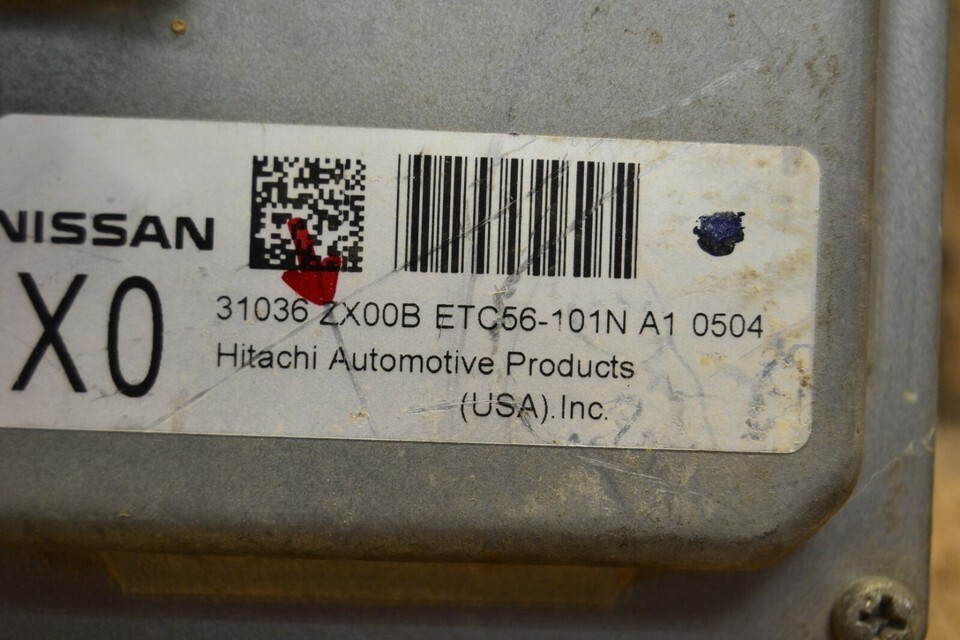 NISSAN
X0
31036 ZX00B ETC56-101N A1 0504
Hitachi Automotive Products
(USA).Inc.